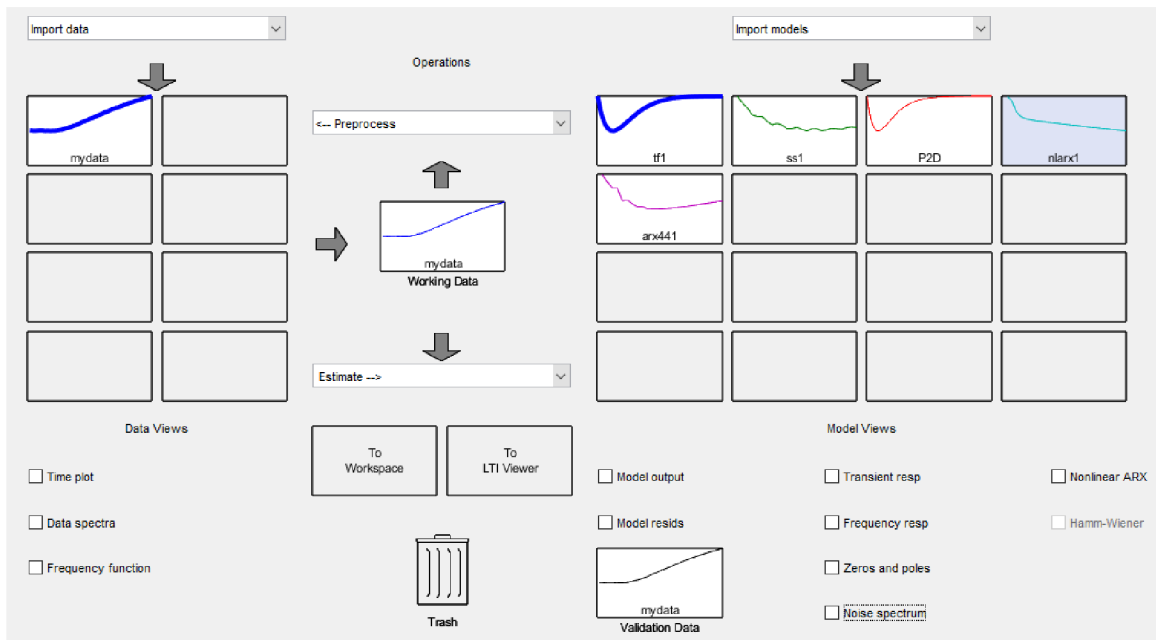 Import data
Import models
Operations
<-- Preprocess
mydata
tf1
ss1
P2D
nlarx1
arx441
mydata
Working Data
Estimate -->
Data Views
Model Views
To
Workspace
To
LTI Viewer
Time plot
Model output
Transient resp
Nonlinear ARX
Data spectra
Model resids
Frequency resp
Hamm-Wiener
Frequency function
Zeros and poles
mydata
Noise spectrum
Trash
Validation Data